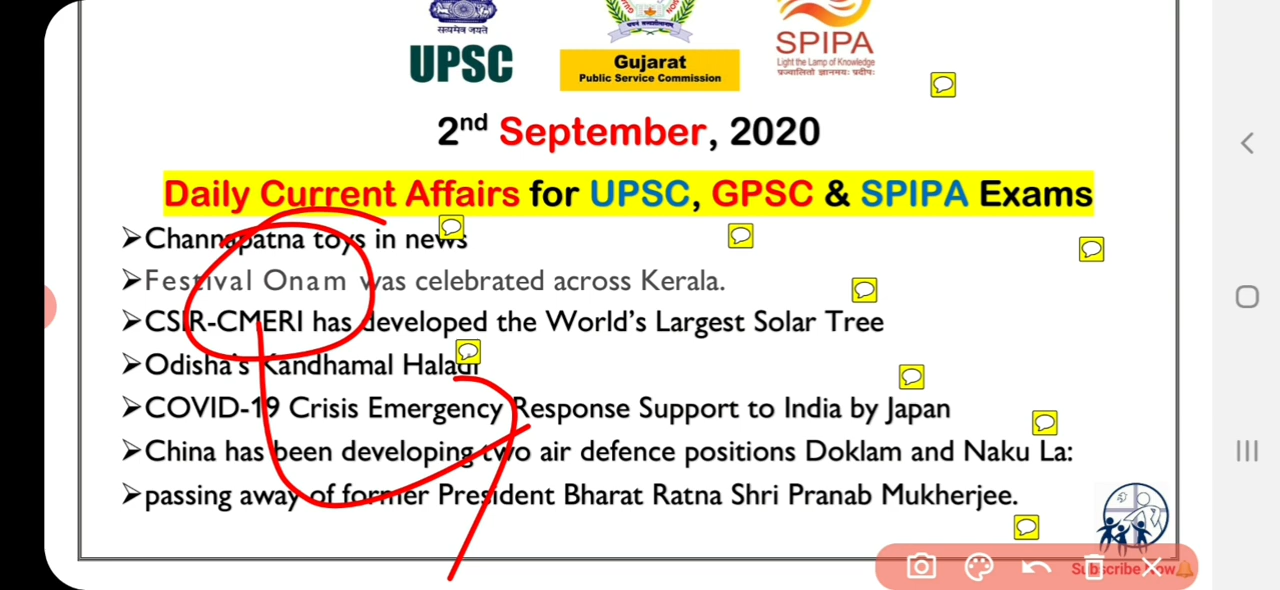 सत्यमेव जयते
UPSC
Gujarat
Public Service Commission
SPIPA
Light the Lamp of Knowledge
प्रज्वालितो ज्ञानमयः प्रदीपः
2nd September, 2020
Daily Current Affairs for UPSC, GPSC & SPIPA Exams
➢Channapatna toys in news
➢Festival Onam was celebrated across Kerala.
➢CSIR-CMERI has developed the World's Largest Solar Tree
➢Odisha's Kandhamal Haladi
➢COVID-19 Crisis Emergency Response Support to India by Japan
➢China has been developing two air defence positions Doklam and Naku La:
➢passing away of former President Bharat Ratna Shri Pranab Mukherjee.
Subscribe Now